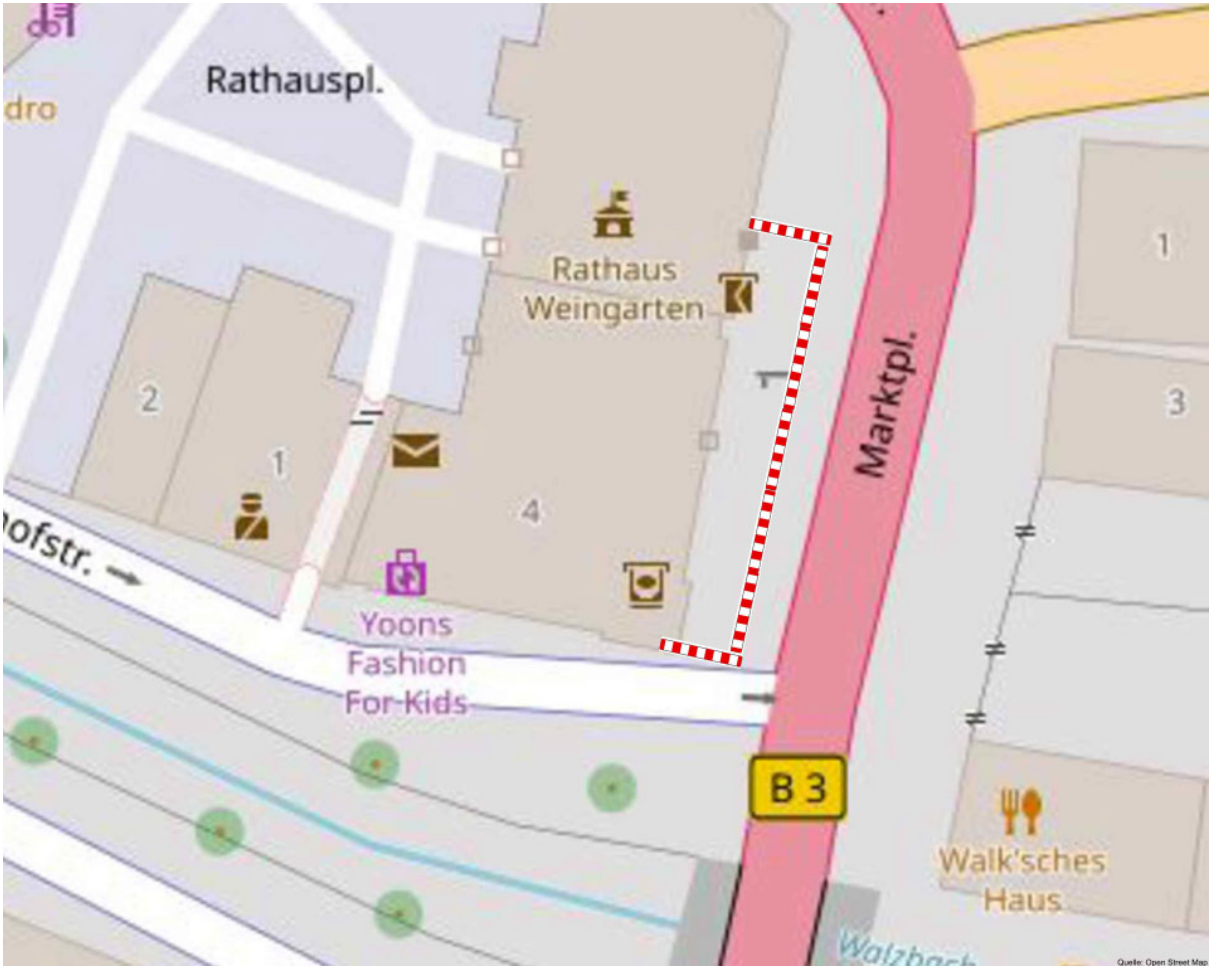 Rathauspl.
dro
Rathaus
Weingarten
1
Marktpl.
2
3
1
4
hofstr.
Yoons
Fashion
For Kids
B 3
Walk'sches
Haus
Walzbach
Quelle: Open Street Map